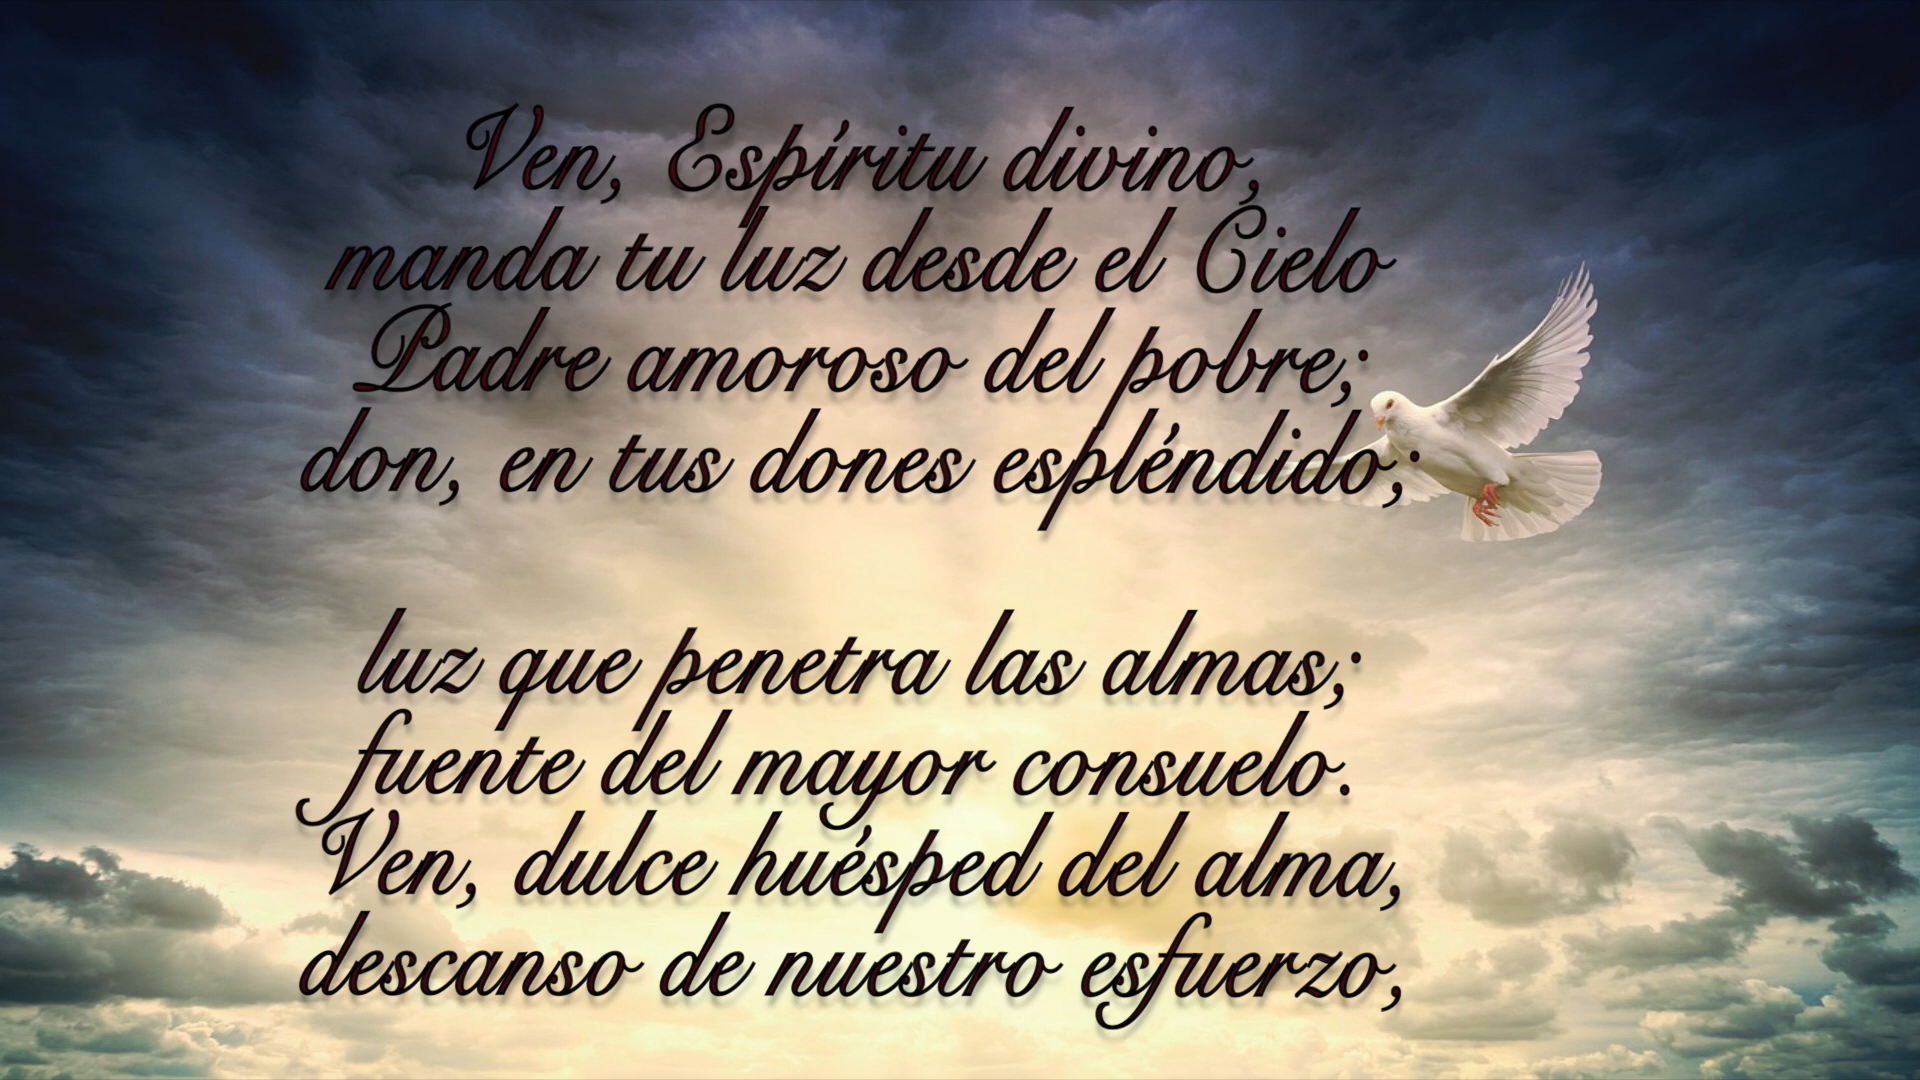 Ven, Espíritu divino,
manda tu luz desde el Cielo
Padre amoroso del pobre;
don, en tus dones espléndido;
luz que penetra las almas;
fuente del mayor consuelo.
Ven, dulce huésped del alma,
descanso de nuestro esfuerzo,